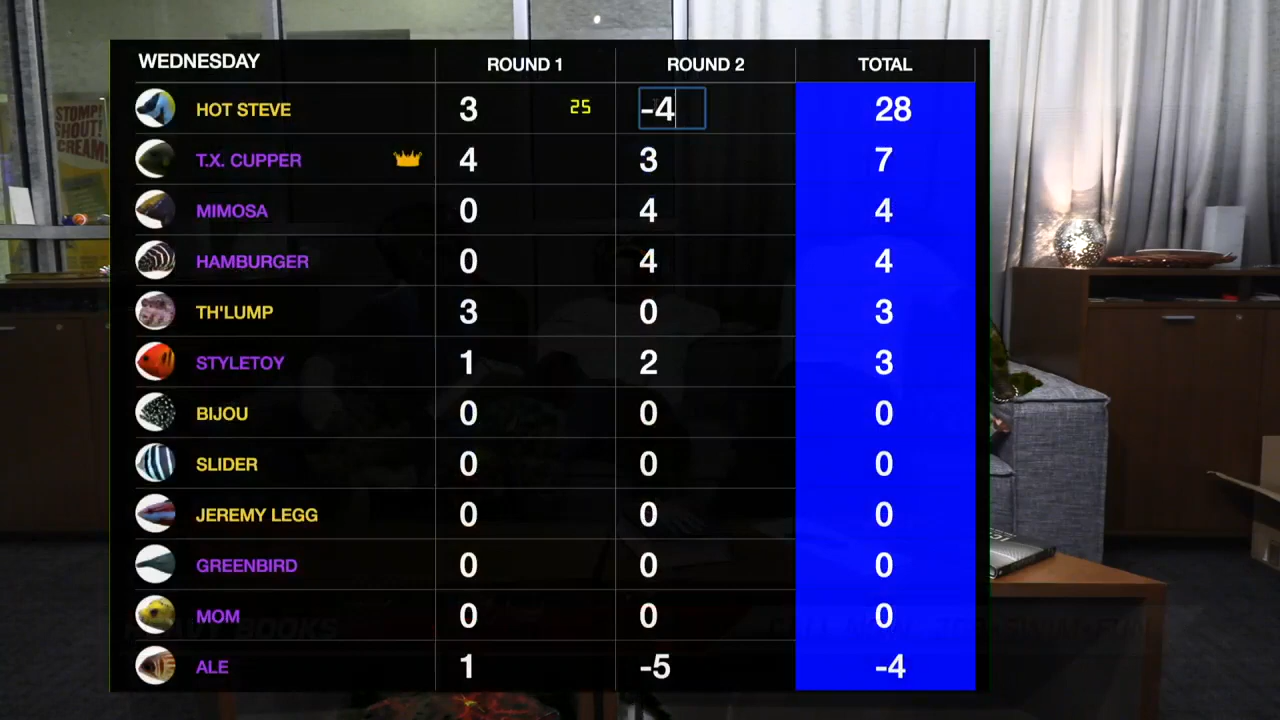 WEDNESDAY ROUND 1 ROUND 2 TOTAL
HOT STEVE 3 25 -4 28
T.X. CUPPER 4 3 7
MIMOSA 0 4 4
HAMBURGER 0 4 4
TH'LUMP 3 0 3
STYLETOY 1 2 3
BIJOU 0 0 0
SLIDER 0 0 0
JEREMY LEGG 0 0 0
GREENBIRD 0 0 0
MOM 0 0 0
ALE 1 -5 -4
STOMP!
SHOUT!
CREAM!